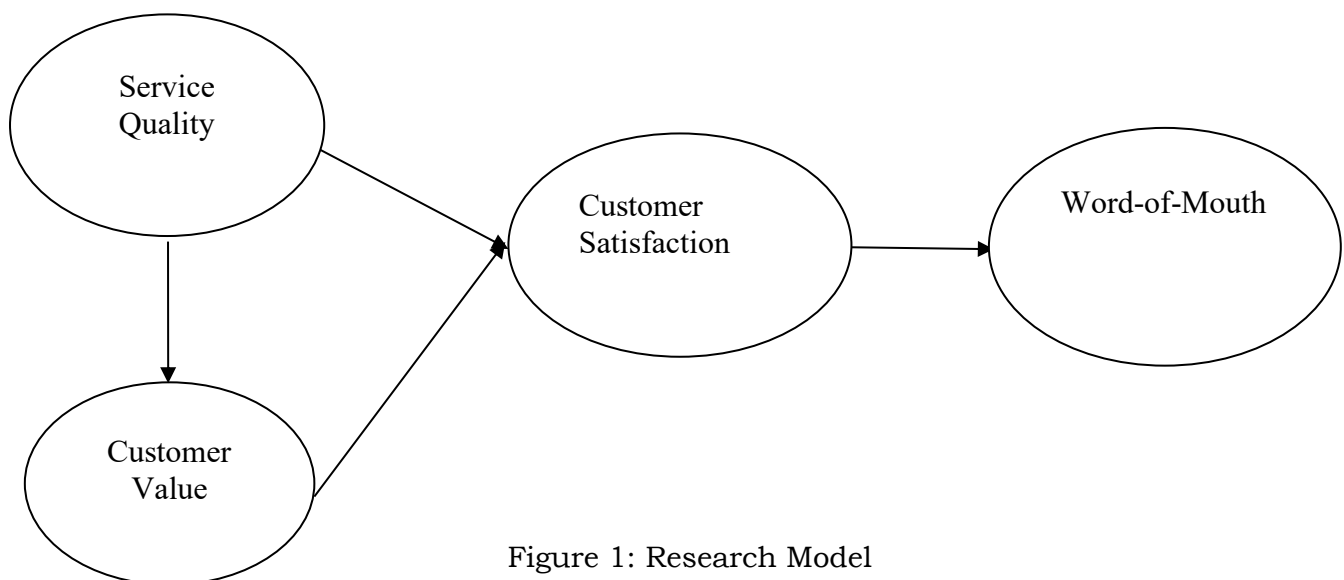 Service
Quality
Customer
Satisfaction
Word-of-Mouth
Customer
Value
Figure 1: Research Model